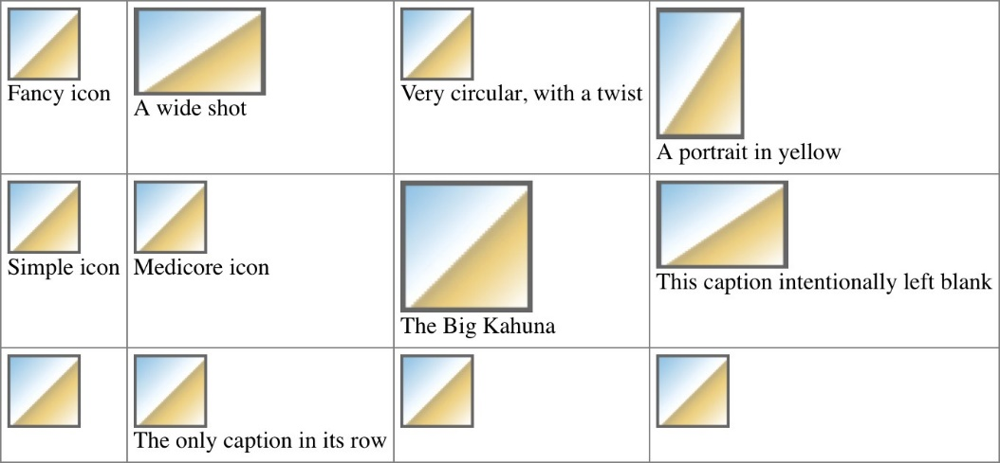 Fancy icon
A wide shot
Very circular, with a twist
A portrait in yellow
Simple icon
Medicore icon
The Big Kahuna
This caption intentionally left blank
The only caption in its row